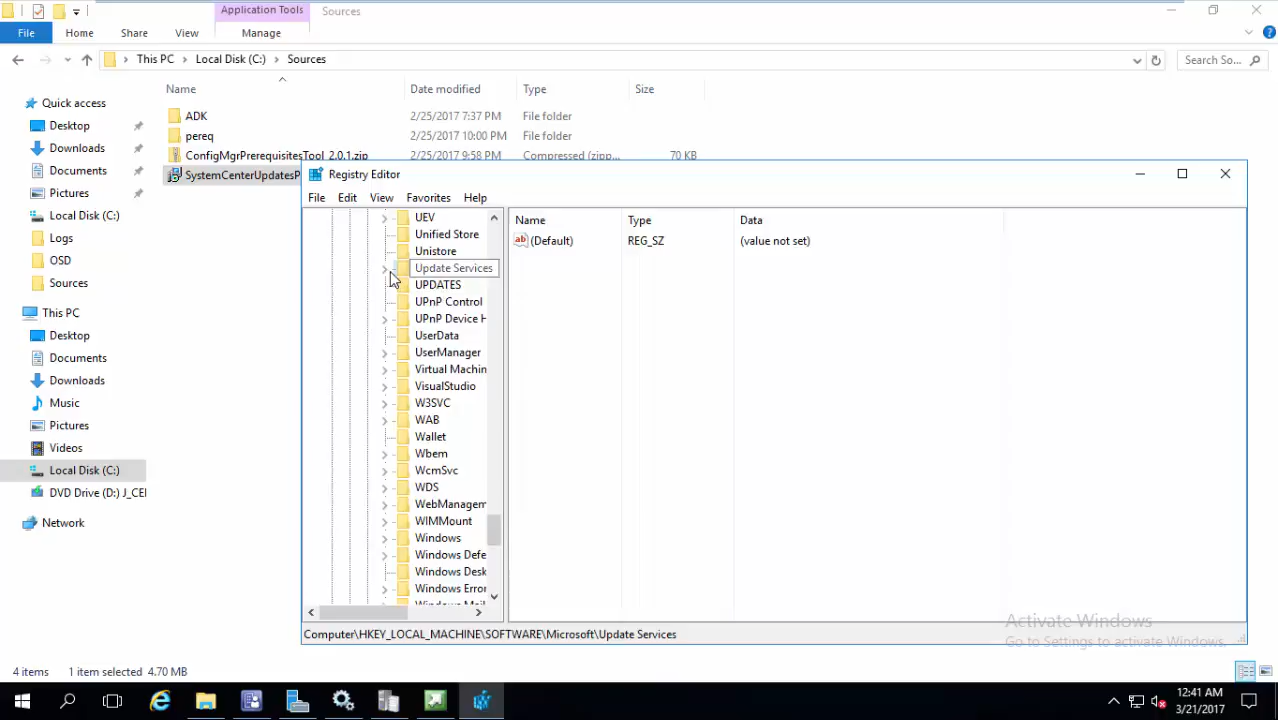 Application Tools
Sources
File
Home
Share
View
Manage
This PC
Local Disk (C:)
Sources
Search So...
Name
Date modified
Type
Size
Quick access
Desktop
Downloads
Documents
Pictures
Local Disk (C:)
Logs
OSD
Sources
This PC
Desktop
Documents
Downloads
Music
Pictures
Videos
Local Disk (C:)
DVD Drive (D:) J_CEI
Network
ADK 2/25/2017 7:37 PM File folder
pereq 2/25/2017 10:00 PM File folder
ConfigMgrPrerequisitesTool_2.0.1.zip 2/25/2017 9:58 PM Compressed (zipp... 70 KB
SystemCenterUpdatesP
Registry Editor
File Edit View Favorites Help
UEV
Unified Store
Unistore
Update Services
UPDATES
UPnP Control
UPnP Device H
UserData
UserManager
Virtual Machin
VisualStudio
W3SVC
WAB
Wallet
Wbem
WcmSvc
WDS
WebManagem
WIMMount
Windows
Windows Defe
Windows Desk
Windows Error
Windows Mail
Name Type Data
(Default) REG_SZ (value not set)
Computer\HKEY_LOCAL_MACHINE\SOFTWARE\Microsoft\Update Services
Activate Windows
Go to Settings to activate Windows.
4 items 1 item selected 4.70 MB
12:41 AM
3/21/2017